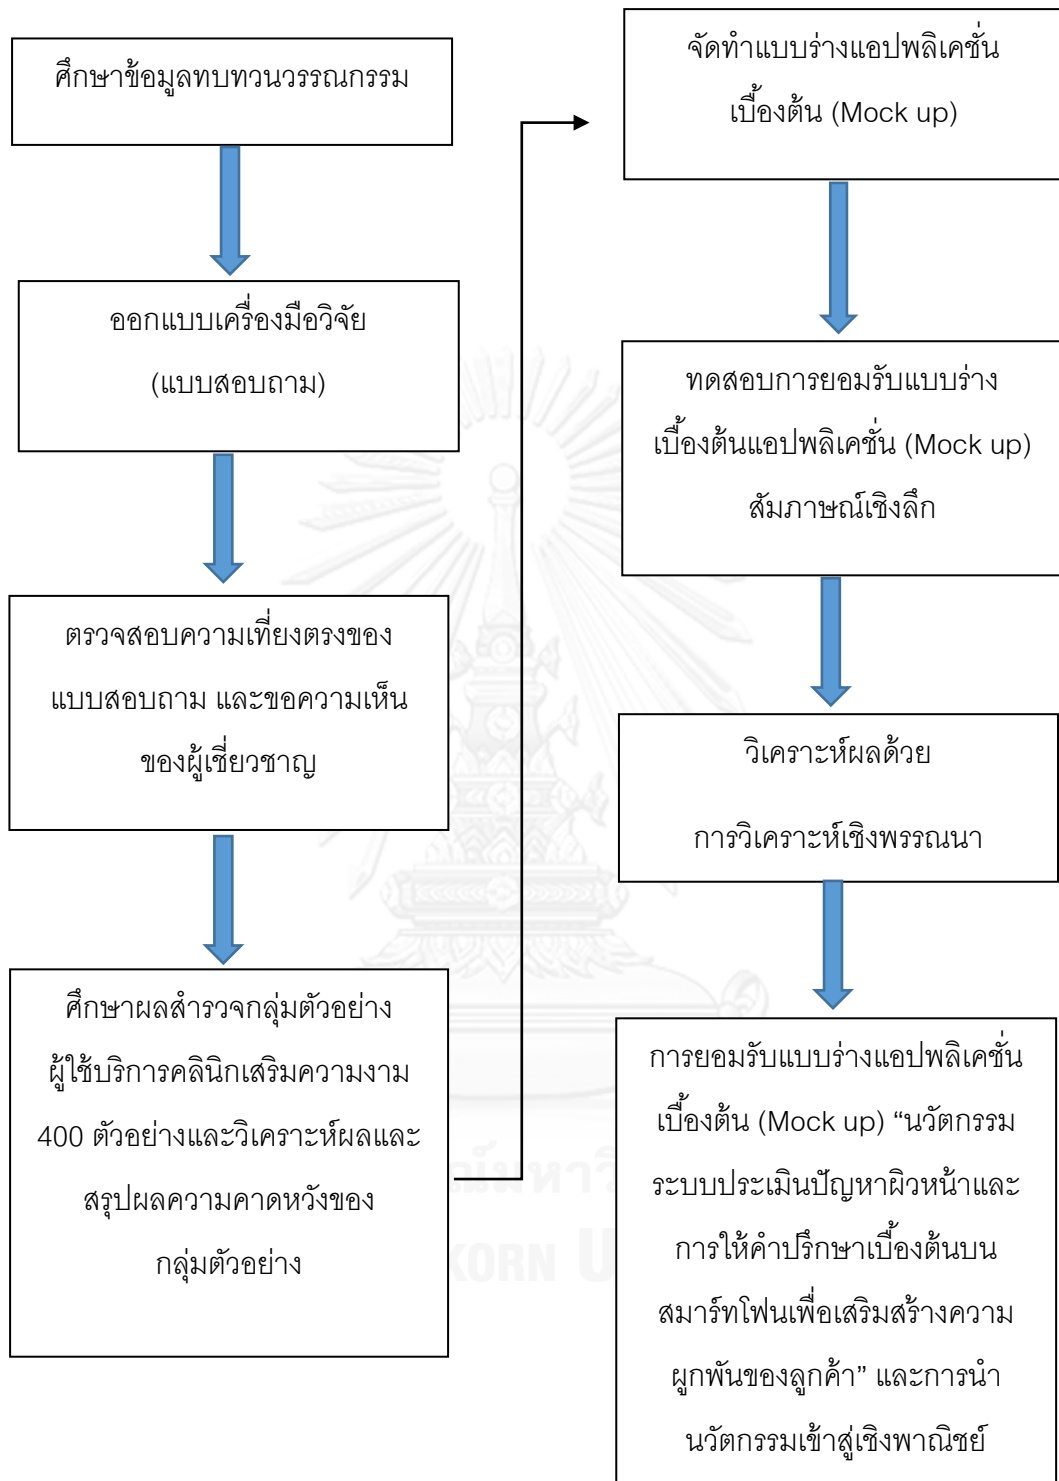 ศึกษาข้อมูลทบทวนวรรณกรรม
ออกแบบเครื่องมือวิจัย
(แบบสอบถาม)
ตรวจสอบความเที่ยงตรงของ
แบบสอบถาม และขอความเห็น
ของผู้เชี่ยวชาญ
ศึกษาผลสำรวจกลุ่มตัวอย่าง
ผู้ใช้บริการคลินิกเสริมความงาม
400 ตัวอย่างและวิเคราะห์ผลและ
สรุปผลความคาดหวังของ
กลุ่มตัวอย่าง
จัดทำแบบร่างแอปพลิเคชั่น
เบื้องต้น (Mock up)
ทดสอบการยอมรับแบบร่าง
เบื้องต้นแอปพลิเคชั่น (Mock up)
สัมภาษณ์เชิงลึก
วิเคราะห์ผลด้วย
การวิเคราะห์เชิงพรรณนา
การยอมรับแบบร่างแอปพลิเคชั่น
เบื้องต้น (Mock up) “นวัตกรรม
ระบบประเมินปัญหาผิวหน้าและ
การให้คำปรึกษาเบื้องต้นบน
สมาร์ทโฟนเพื่อเสริมสร้างความ
ผูกพันของลูกค้า” และการนำ
นวัตกรรมเข้าสู่เชิงพาณิชย์